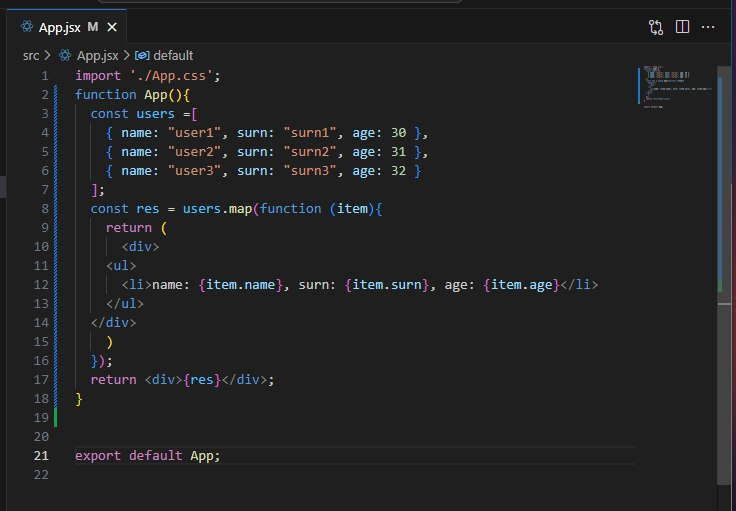 App.jsx M
src > App.jsx > default
1 import './App.css';
2 function App(){
3 const users =[
4 { name: "user1", surn: "surn1", age: 30 },
5 { name: "user2", surn: "surn2", age: 31 },
6 { name: "user3", surn: "surn3", age: 32 }
7 ];
8 const res = users.map(function (item){
9 return (
10 <div>
11 <ul>
12 <li>name: {item.name}, surn: {item.surn}, age: {item.age}</li>
13 </ul>
14 </div>
15 )
16 });
17 return <div>{res}</div>;
18 }
19
20
21 export default App;
22